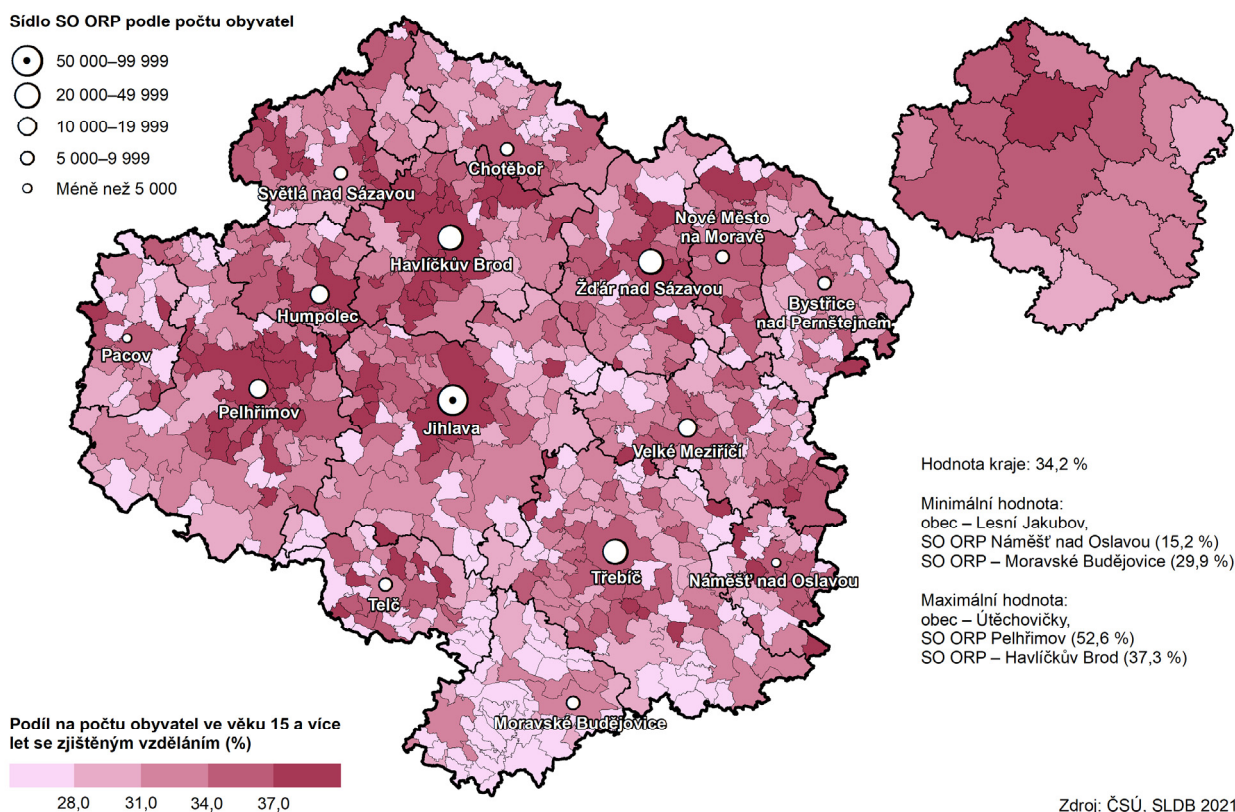 Sídlo SO ORP podle počtu obyvatel
50 000–99 999
20 000–49 999
10 000–19 999
5 000–9 999
Méně než 5 000
Chotěboř
Světlá nad Sázavou
Nové Město
na Moravě
Havlíčkův Brod
Žďár nad Sázavou
Humpolec
Bystřice
nad Pernštejnem
Pacov
Pelhřimov
Jihlava
Velké Meziříčí
Třebíč
Náměšť nad Oslavou
Telč
Moravské Budějovice
Hodnota kraje: 34,2 %
Minimální hodnota:
obec – Lesní Jakubov,
SO ORP Náměšť nad Oslavou (15,2 %)
SO ORP – Moravské Budějovice (29,9 %)
Maximální hodnota:
obec – Útěchovičky,
SO ORP Pelhřimov (52,6 %)
SO ORP – Havlíčkův Brod (37,3 %)
Podíl na počtu obyvatel ve věku 15 a více
let se zjištěným vzděláním (%)
28,0 31,0 34,0 37,0
Zdroj: ČSÚ, SLDB 2021